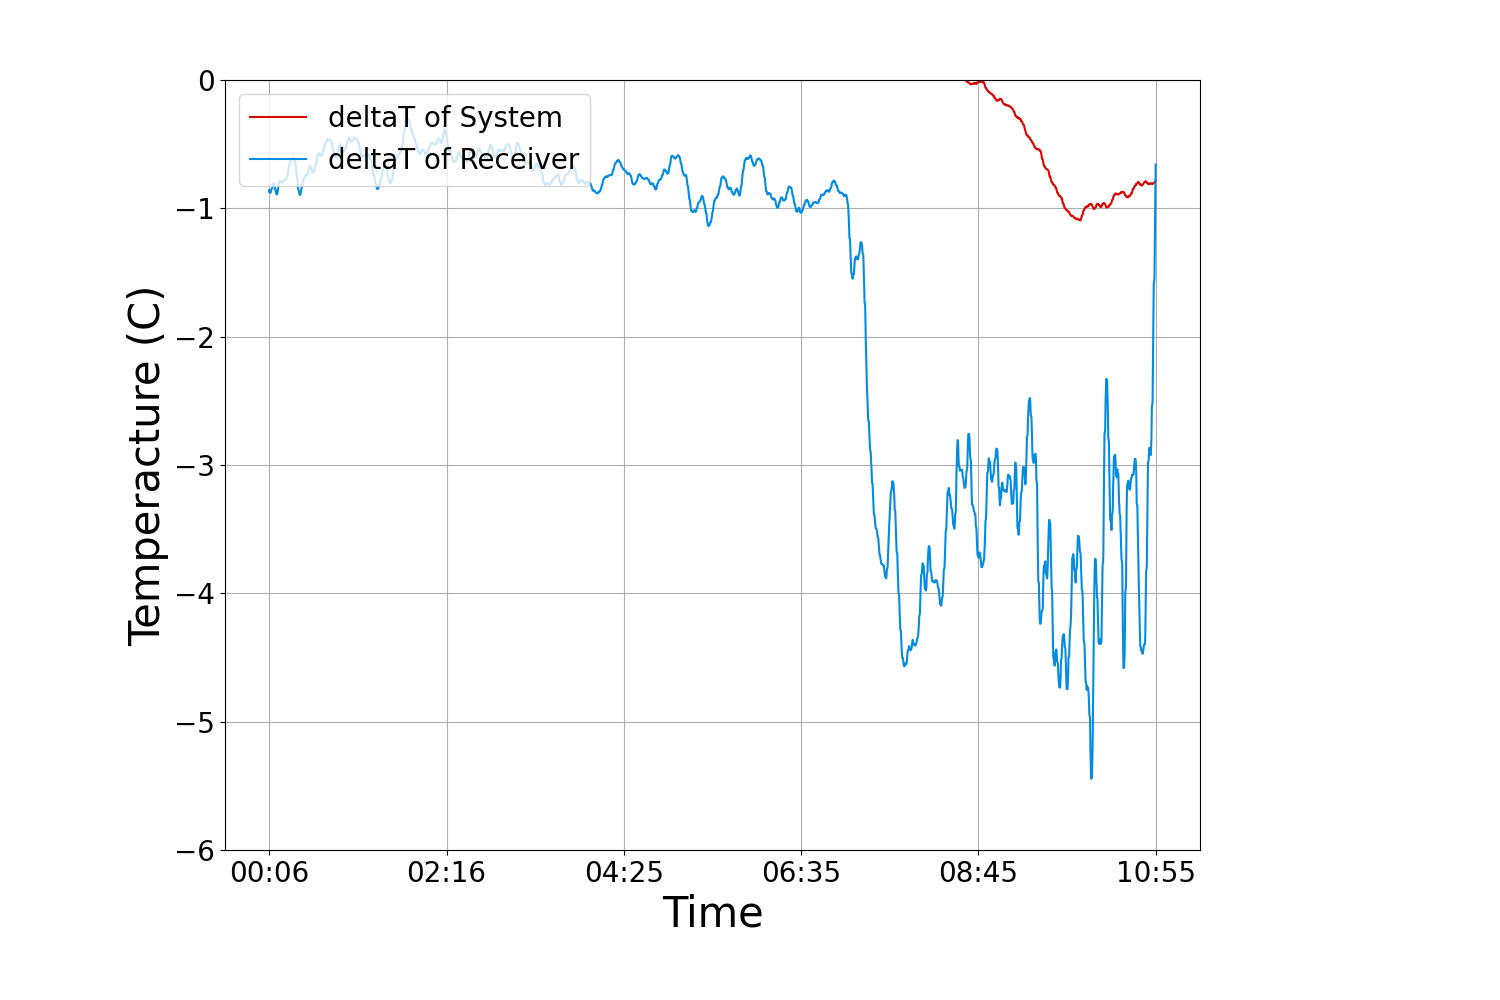 0
−1
−2
−3
−4
−5
−6
Temperacture (C)
deltaT of System
deltaT of Receiver
00:06 02:16 04:25 06:35 08:45 10:55
Time